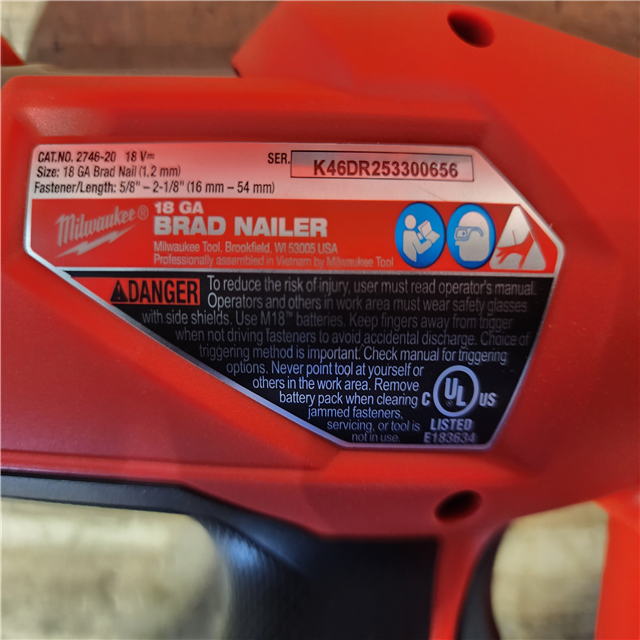 CAT.NO. 2746-20 18 V⎓
SER. K46DR253300656
Size: 18 GA Brad Nail (1.2 mm)
Fastener/Length: 5/8" – 2-1/8" (16 mm – 54 mm)
Milwaukee®
18 GA
BRAD NAILER
Milwaukee Tool, Brookfield, WI 53005 USA
Professionally assembled in Vietnam by Milwaukee Tool
DANGER To reduce the risk of injury, user must read operator's manual.
Operators and others in work area must wear safety glasses
with side shields. Use M18™ batteries. Keep fingers away from trigger
when not driving fasteners to avoid accidental discharge. Choice of
triggering method is important. Check manual for triggering
options. Never point tool at yourself or
others in the work area. Remove
battery pack when clearing
jammed fasteners,
servicing, or tool is
not in use.
C UL US
LISTED
E183634